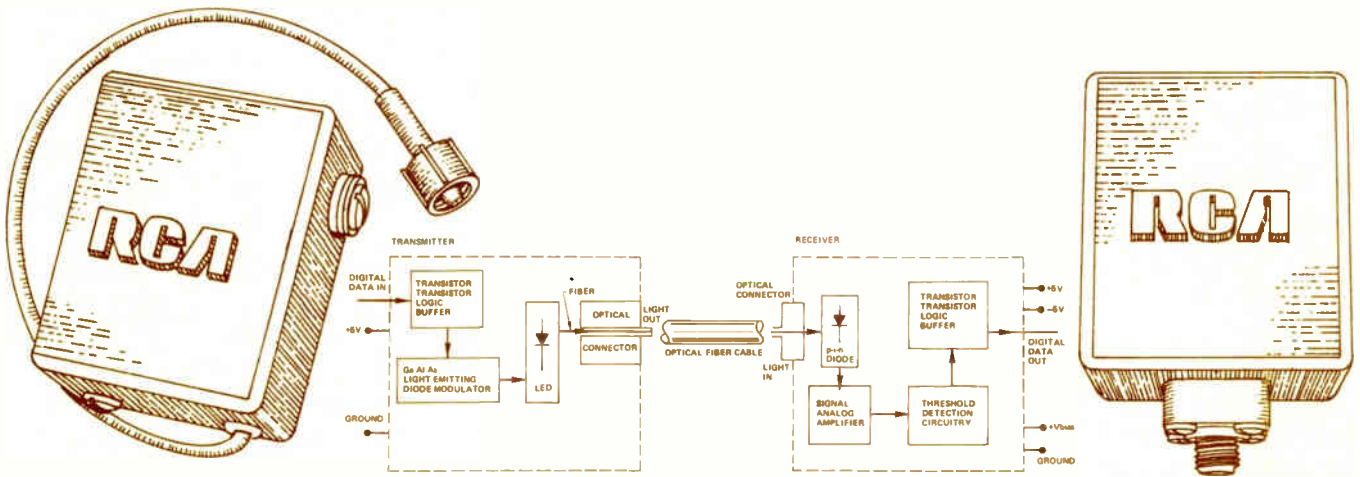 RCA
TRANSMITTER
DIGITAL
DATA IN
+5V
GROUND
TRANSISTOR
TRANSISTOR
LOGIC
BUFFER
Ga Al As
LIGHT EMITTING
DIODE MODULATOR
LED
FIBER
OPTICAL
CONNECTOR
LIGHT
OUT
OPTICAL FIBER CABLE
RECEIVER
OPTICAL
CONNECTOR
LIGHT
IN
p-i-n
DIODE
SIGNAL
ANALOG
AMPLIFIER
THRESHOLD
DETECTION
CIRCUITRY
TRANSISTOR
TRANSISTOR
LOGIC
BUFFER
+5V
-5V
DIGITAL
DATA
OUT
+VBIAS
GROUND
RCA